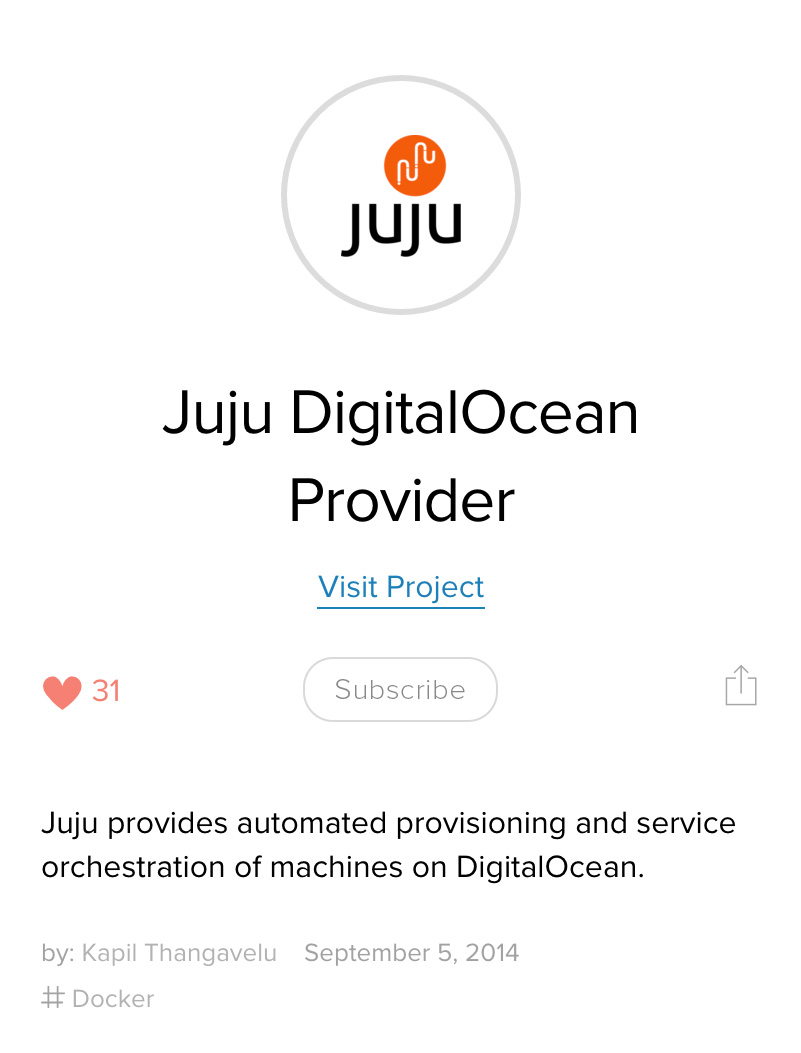 juju
Juju DigitalOcean
Provider
Visit Project
31
Subscribe
Juju provides automated provisioning and service
orchestration of machines on DigitalOcean.
by: Kapil Thangavelu September 5, 2014
# Docker